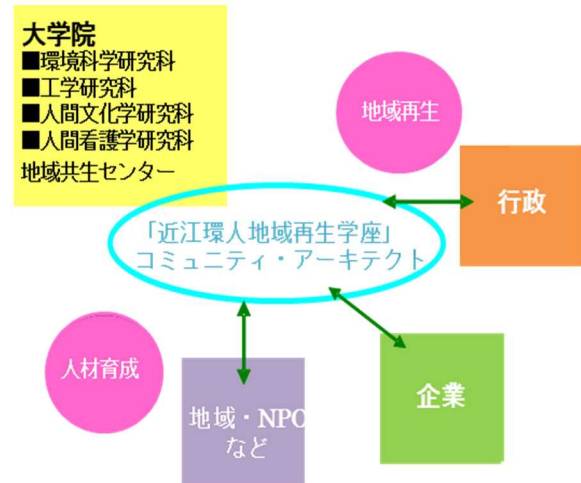 大学院
■環境科学研究科
■工学研究科
■人間文化学研究科
■人間看護学研究科
地域共生センター
地域再生
行政
「近江環人地域再生学座」
コミュニティ・アーキテクト
人材育成
地域・NPO
など
企業